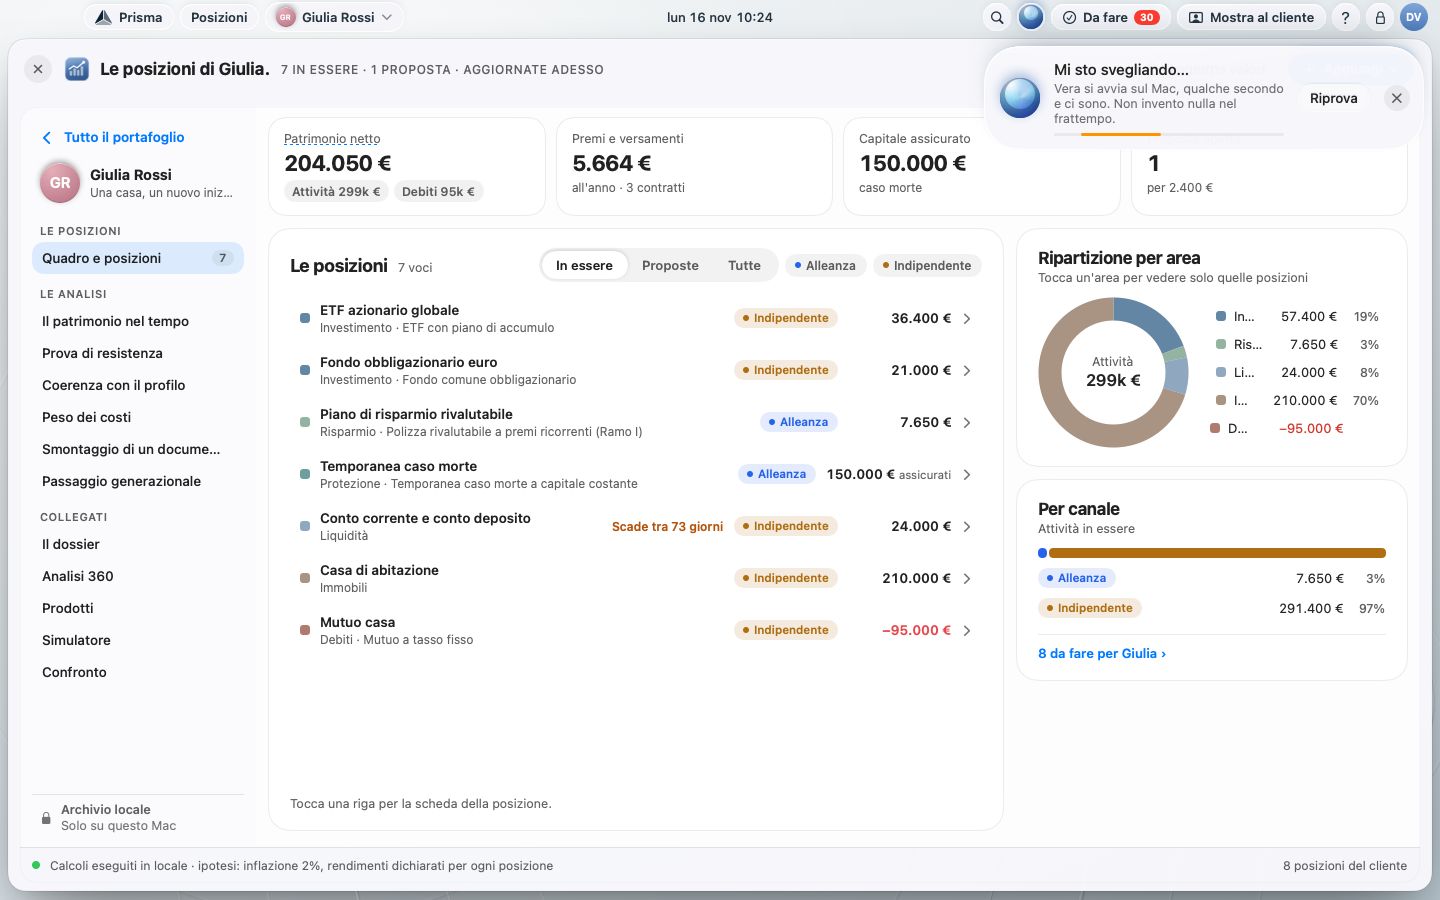 Prisma
Posizioni
GR Giulia Rossi
lun 16 nov 10:24
Da fare 30
Mostra al cliente
?
DV
Le posizioni di Giulia.
7 IN ESSERE · 1 PROPOSTA · AGGIORNATE ADESSO
Mi sto svegliando...
Vera si avvia sul Mac, qualche secondo
e ci sono. Non invento nulla nel
frattempo.
Riprova
Tutto il portafoglio
GR
Giulia Rossi
Una casa, un nuovo iniz...
LE POSIZIONI
Quadro e posizioni 7
LE ANALISI
Il patrimonio nel tempo
Prova di resistenza
Coerenza con il profilo
Peso dei costi
Smontaggio di un docume...
Passaggio generazionale
COLLEGATI
Il dossier
Analisi 360
Prodotti
Simulatore
Confronto
Archivio locale
Solo su questo Mac
Patrimonio netto
204.050 €
Attività 299k € Debiti 95k €
Premi e versamenti
5.664 €
all'anno · 3 contratti
Capitale assicurato
150.000 €
caso morte
1
per 2.400 €
Le posizioni 7 voci
In essere Proposte Tutte
Alleanza Indipendente
ETF azionario globale
Investimento · ETF con piano di accumulo
Indipendente 36.400 €
Fondo obbligazionario euro
Investimento · Fondo comune obbligazionario
Indipendente 21.000 €
Piano di risparmio rivalutabile
Risparmio · Polizza rivalutabile a premi ricorrenti (Ramo I)
Alleanza 7.650 €
Temporanea caso morte
Protezione · Temporanea caso morte a capitale costante
Alleanza 150.000 € assicurati
Conto corrente e conto deposito
Liquidità
Scade tra 73 giorni Indipendente 24.000 €
Casa di abitazione
Immobili
Indipendente 210.000 €
Mutuo casa
Debiti · Mutuo a tasso fisso
Indipendente −95.000 €
Tocca una riga per la scheda della posizione.
Ripartizione per area
Tocca un'area per vedere solo quelle posizioni
Attività
299k €
In... 57.400 € 19%
Ris... 7.650 € 3%
Li... 24.000 € 8%
I... 210.000 € 70%
D... −95.000 €
Per canale
Attività in essere
Alleanza 7.650 € 3%
Indipendente 291.400 € 97%
8 da fare per Giulia ›
Calcoli eseguiti in locale · ipotesi: inflazione 2%, rendimenti dichiarati per ogni posizione
8 posizioni del cliente